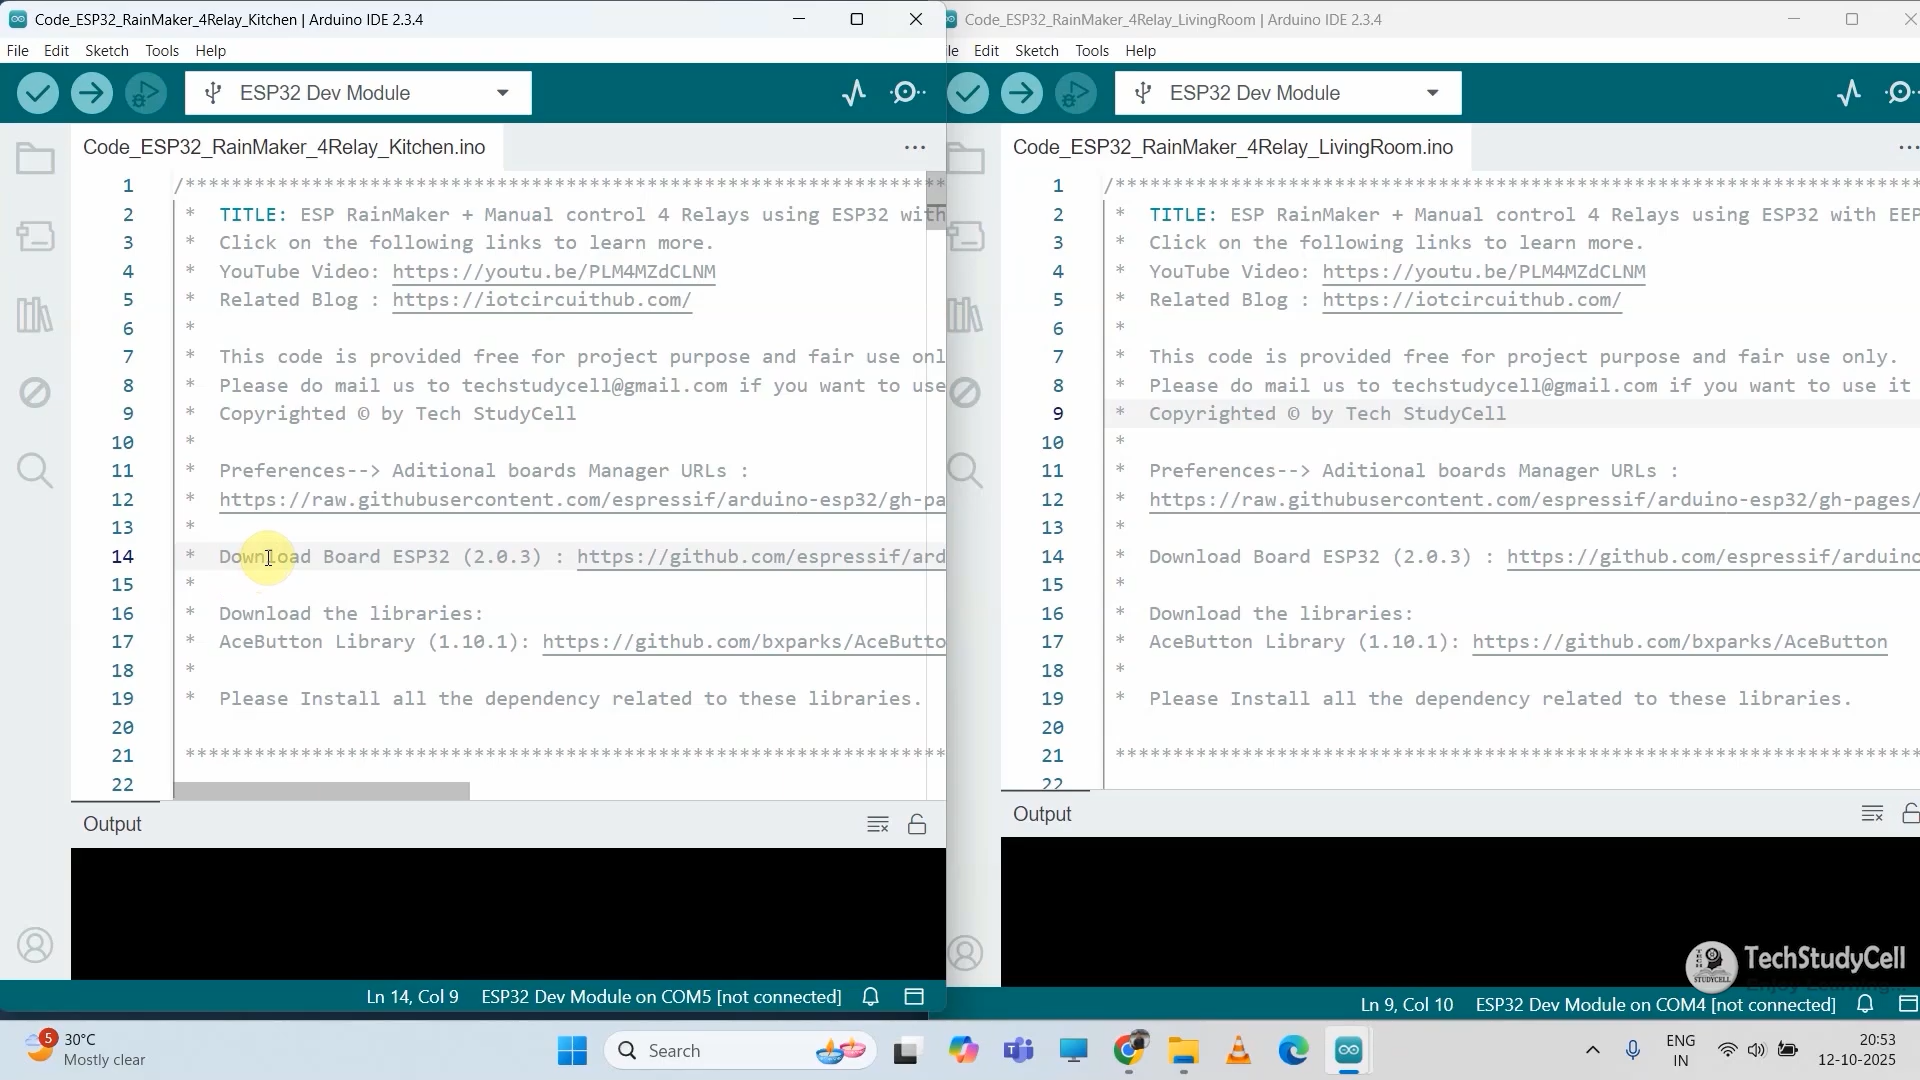 Code_ESP32_RainMaker_4Relay_Kitchen | Arduino IDE 2.3.4
File Edit Sketch Tools Help
ESP32 Dev Module
Code_ESP32_RainMaker_4Relay_Kitchen.ino
1 /******************************************************************
2 * TITLE: ESP RainMaker + Manual control 4 Relays using ESP32 with
3 * Click on the following links to learn more.
4 * YouTube Video: https://youtu.be/PLM4MZdCLNM
5 * Related Blog : https://iotcircuithub.com/
6 *
7 * This code is provided free for project purpose and fair use onl
8 * Please do mail us to techstudycell@gmail.com if you want to use
9 * Copyrighted © by Tech StudyCell
10 *
11 * Preferences--> Aditional boards Manager URLs :
12 * https://raw.githubusercontent.com/espressif/arduino-esp32/gh-pa
13 *
14 * Download Board ESP32 (2.0.3) : https://github.com/espressif/ard
15 *
16 * Download the libraries:
17 * AceButton Library (1.10.1): https://github.com/bxparks/AceButto
18 *
19 * Please Install all the dependency related to these libraries.
20
21 ******************************************************************
22
Output
Ln 14, Col 9 ESP32 Dev Module on COM5 [not connected]
Code_ESP32_RainMaker_4Relay_LivingRoom | Arduino IDE 2.3.4
le Edit Sketch Tools Help
ESP32 Dev Module
Code_ESP32_RainMaker_4Relay_LivingRoom.ino
1 /**********************************************************************
2 * TITLE: ESP RainMaker + Manual control 4 Relays using ESP32 with EEP
3 * Click on the following links to learn more.
4 * YouTube Video: https://youtu.be/PLM4MZdCLNM
5 * Related Blog : https://iotcircuithub.com/
6 *
7 * This code is provided free for project purpose and fair use only.
8 * Please do mail us to techstudycell@gmail.com if you want to use it
9 * Copyrighted © by Tech StudyCell
10 *
11 * Preferences--> Aditional boards Manager URLs :
12 * https://raw.githubusercontent.com/espressif/arduino-esp32/gh-pages/
13 *
14 * Download Board ESP32 (2.0.3) : https://github.com/espressif/arduino
15 *
16 * Download the libraries:
17 * AceButton Library (1.10.1): https://github.com/bxparks/AceButton
18 *
19 * Please Install all the dependency related to these libraries.
20
21 **********************************************************************
22
Output
TechStudyCell
Enjoy Learning...
Ln 9, Col 10 ESP32 Dev Module on COM4 [not connected]
5
30°C
Mostly clear
Search
ENG
IN
20:53
12-10-2025